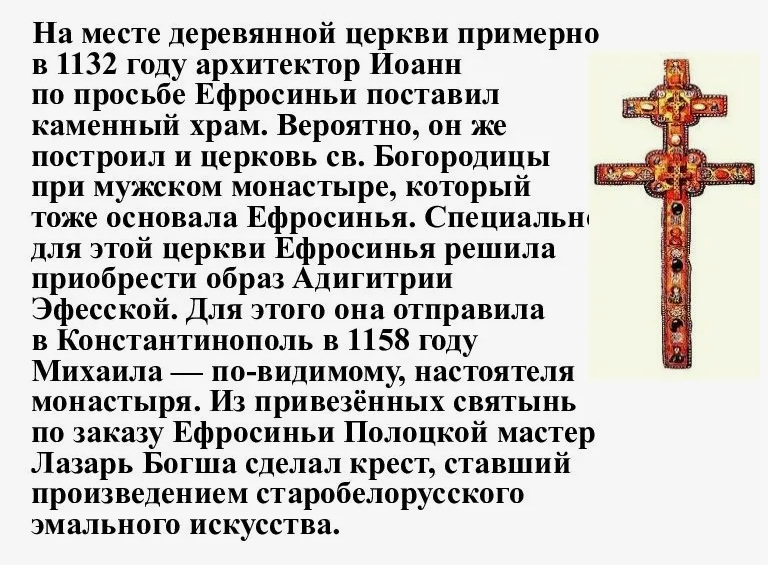 На месте деревянной церкви примерно
в 1132 году архитектор Иоанн
по просьбе Ефросиньи поставил
каменный храм. Вероятно, он же
построил и церковь св. Богородицы
при мужском монастыре, который
тоже основала Ефросинья. Специально
для этой церкви Ефросинья решила
приобрести образ Адигитрии
Эфесской. Для этого она отправила
в Константинополь в 1158 году
Михаила — по-видимому, настоятеля
монастыря. Из привезённых святынь
по заказу Ефросиньи Полоцкой мастер
Лазарь Богша сделал крест, ставший
произведением старобелорусского
эмального искусства.